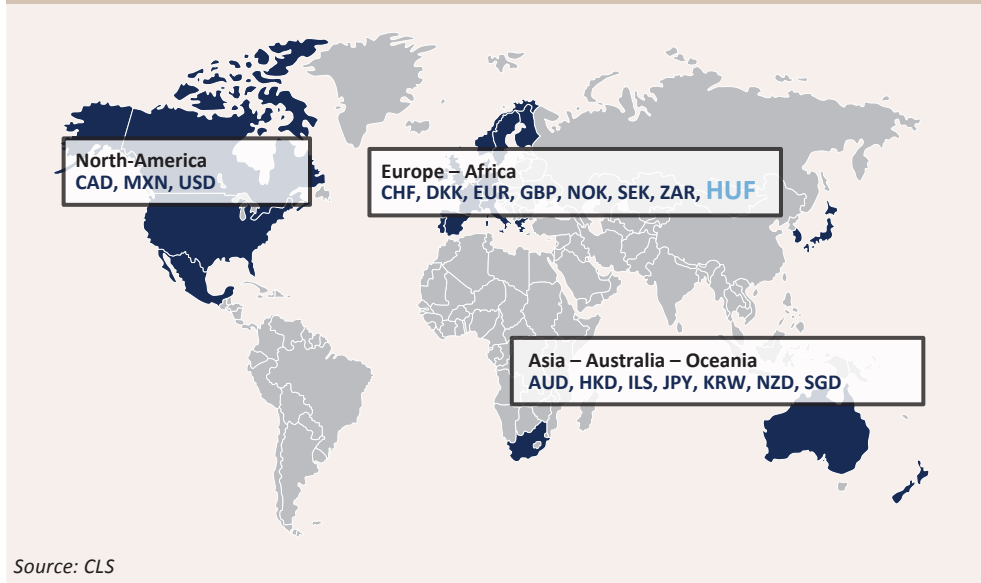 North-America
CAD, MXN, USD
Europe – Africa
CHF, DKK, EUR, GBP, NOK, SEK, ZAR, HUF
Asia – Australia – Oceania
AUD, HKD, ILS, JPY, KRW, NZD, SGD
Source: CLS